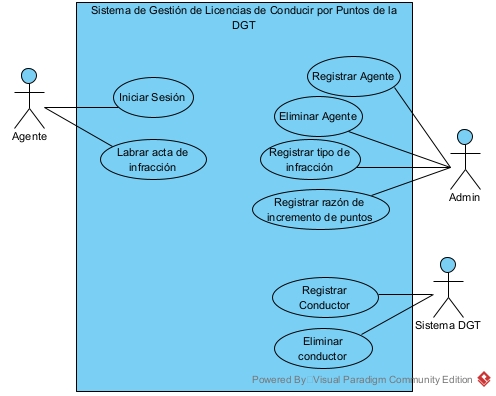 Sistema de Gestión de Licencias de Conducir por Puntos de la
DGT
Registrar Agente
Iniciar Sesión
Agente
Eliminar Agente
Labrar acta de
infracción
Registrar tipo de
infracción
Admin
Registrar razón de
incremento de puntos
Registrar
Conductor
Sistema DGT
Eliminar
conductor
Powered By Visual Paradigm Community Edition